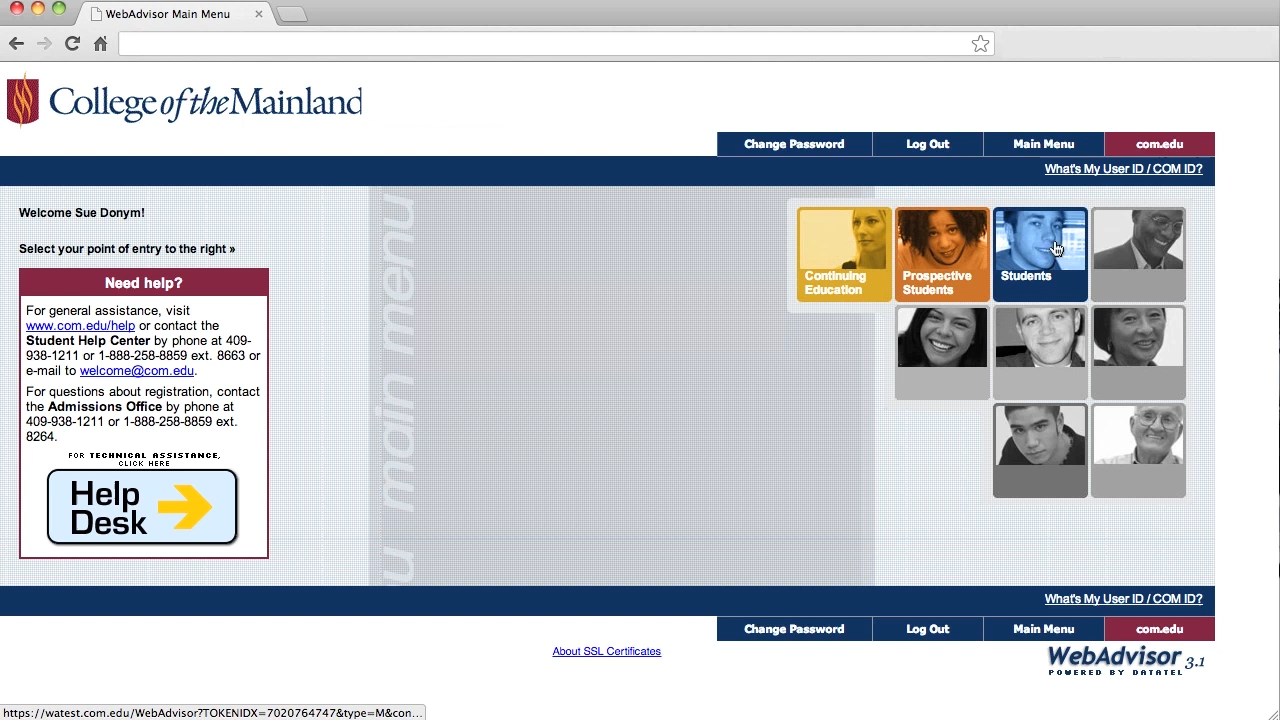 WebAdvisor Main Menu
College of the Mainland
Change Password Log Out Main Menu com.edu
What's My User ID / COM ID?
Welcome Sue Donym!
Select your point of entry to the right »
Need help?
For general assistance, visit
www.com.edu/help or contact the
Student Help Center by phone at 409-
938-1211 or 1-888-258-8859 ext. 8663 or
e-mail to welcome@com.edu.
For questions about registration, contact
the Admissions Office by phone at
409-938-1211 or 1-888-258-8859 ext.
8264.
FOR TECHNICAL ASSISTANCE,
CLICK HERE
Help
Desk
main menu
Continuing
Education
Prospective
Students
Students
What's My User ID / COM ID?
Change Password Log Out Main Menu com.edu
About SSL Certificates
WebAdvisor 3.1
POWERED BY DATATEL
https://watest.com.edu/WebAdvisor?TOKENIDX=7020764747&type=M&con...